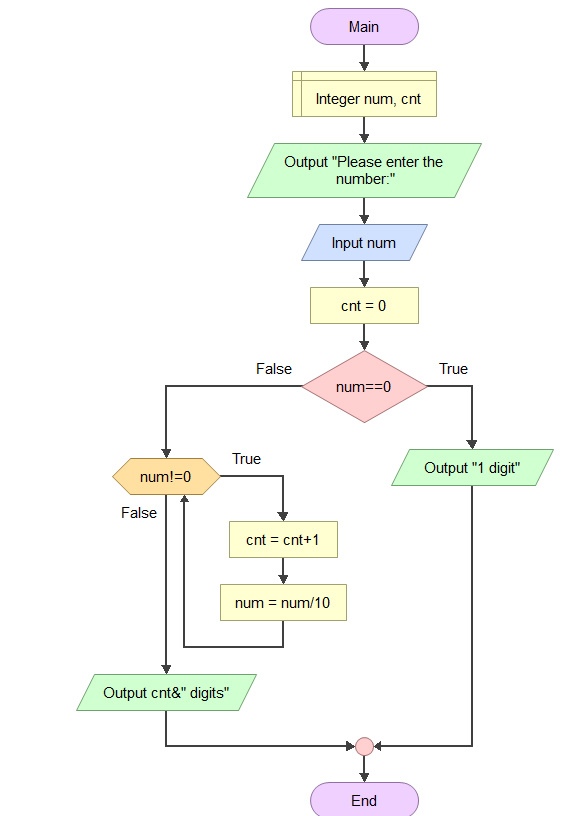 Main
Integer num, cnt
Output "Please enter the
number:"
Input num
cnt = 0
False
num==0
True
num!=0
True
False
Output "1 digit"
cnt = cnt+1
num = num/10
Output cnt&" digits"
End